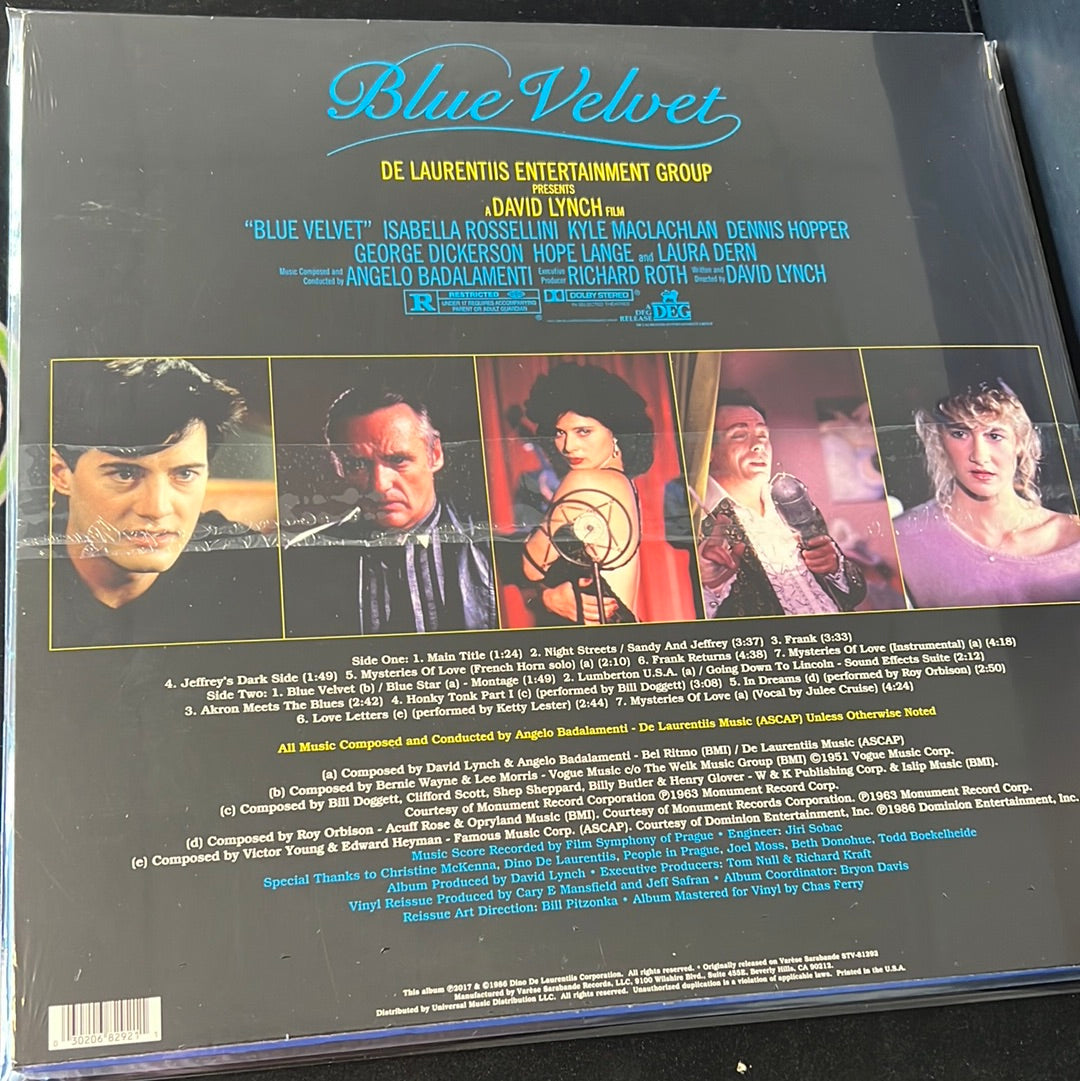 Blue Velvet
DE LAURENTIIS ENTERTAINMENT GROUP
PRESENTS
A DAVID LYNCH FILM
"BLUE VELVET" ISABELLA ROSSELLINI KYLE MACLACHLAN DENNIS HOPPER
GEORGE DICKERSON HOPE LANGE and LAURA DERN
Music Composed and Conducted by ANGELO BADALAMENTI Executive Producer RICHARD ROTH Written and Directed by DAVID LYNCH
R RESTRICTED UNDER 17 REQUIRES ACCOMPANYING PARENT OR ADULT GUARDIAN DOLBY STEREO IN SELECTED THEATRES A DEG RELEASE DEG
Side One: 1. Main Title (1:24) 2. Night Streets / Sandy And Jeffrey (3:37) 3. Frank (3:33)
4. Jeffrey's Dark Side (1:49) 5. Mysteries Of Love (French Horn solo) (a) (2:10) 6. Frank Returns (4:38) 7. Mysteries Of Love (Instrumental) (a) (4:18)
Side Two: 1. Blue Velvet (b) / Blue Star (a) - Montage (1:49) 2. Lumberton U.S.A. (a) / Going Down To Lincoln - Sound Effects Suite (2:12)
3. Akron Meets The Blues (2:42) 4. Honky Tonk Part I (c) (performed by Bill Doggett) (3:08) 5. In Dreams (d) (performed by Roy Orbison) (2:50)
6. Love Letters (e) (performed by Ketty Lester) (2:44) 7. Mysteries Of Love (a) (Vocal by Julee Cruise) (4:24)
All Music Composed and Conducted by Angelo Badalamenti - De Laurentiis Music (ASCAP) Unless Otherwise Noted
(a) Composed by David Lynch & Angelo Badalamenti - Bel Ritmo (BMI) / De Laurentiis Music (ASCAP)
(b) Composed by Bernie Wayne & Lee Morris - Vogue Music c/o The Welk Music Group (BMI) ©1951 Vogue Music Corp.
(c) Composed by Bill Doggett, Clifford Scott, Shep Sheppard, Billy Butler & Henry Glover - W & K Publishing Corp. & Islip Music (BMI).
Courtesy of Monument Record Corporation ℗1963 Monument Record Corp.
(d) Composed by Roy Orbison - Acuff Rose & Opryland Music (BMI). Courtesy of Monument Records Corporation. ℗1963 Monument Record Corp.
(e) Composed by Victor Young & Edward Heyman - Famous Music Corp. (ASCAP). Courtesy of Dominion Entertainment, Inc. ℗1986 Dominion Entertainment, Inc.
Music Score Recorded by Film Symphony of Prague • Engineer: Jiri Sobac
Special Thanks to Christine McKenna, Dino De Laurentiis, People in Prague, Joel Moss, Beth Donohue, Todd Boekelheide
Album Produced by David Lynch • Executive Producers: Tom Null & Richard Kraft
Vinyl Reissue Produced by Cary E Mansfield and Jeff Safran • Album Coordinator: Bryon Davis
Reissue Art Direction: Bill Pitzonka • Album Mastered for Vinyl by Chas Ferry
This album ℗2017 & ©1986 Dino De Laurentiis Corporation. All rights reserved. • Originally released on Varèse Sarabande STV-81292
Manufactured by Varèse Sarabande Records, LLC, 9100 Wilshire Blvd., Suite 455E, Beverly Hills, CA 90212.
Distributed by Universal Music Distribution LLC. All rights reserved. Unauthorised duplication is a violation of applicable laws. Printed in the U.S.A.
0 30206 82921 1